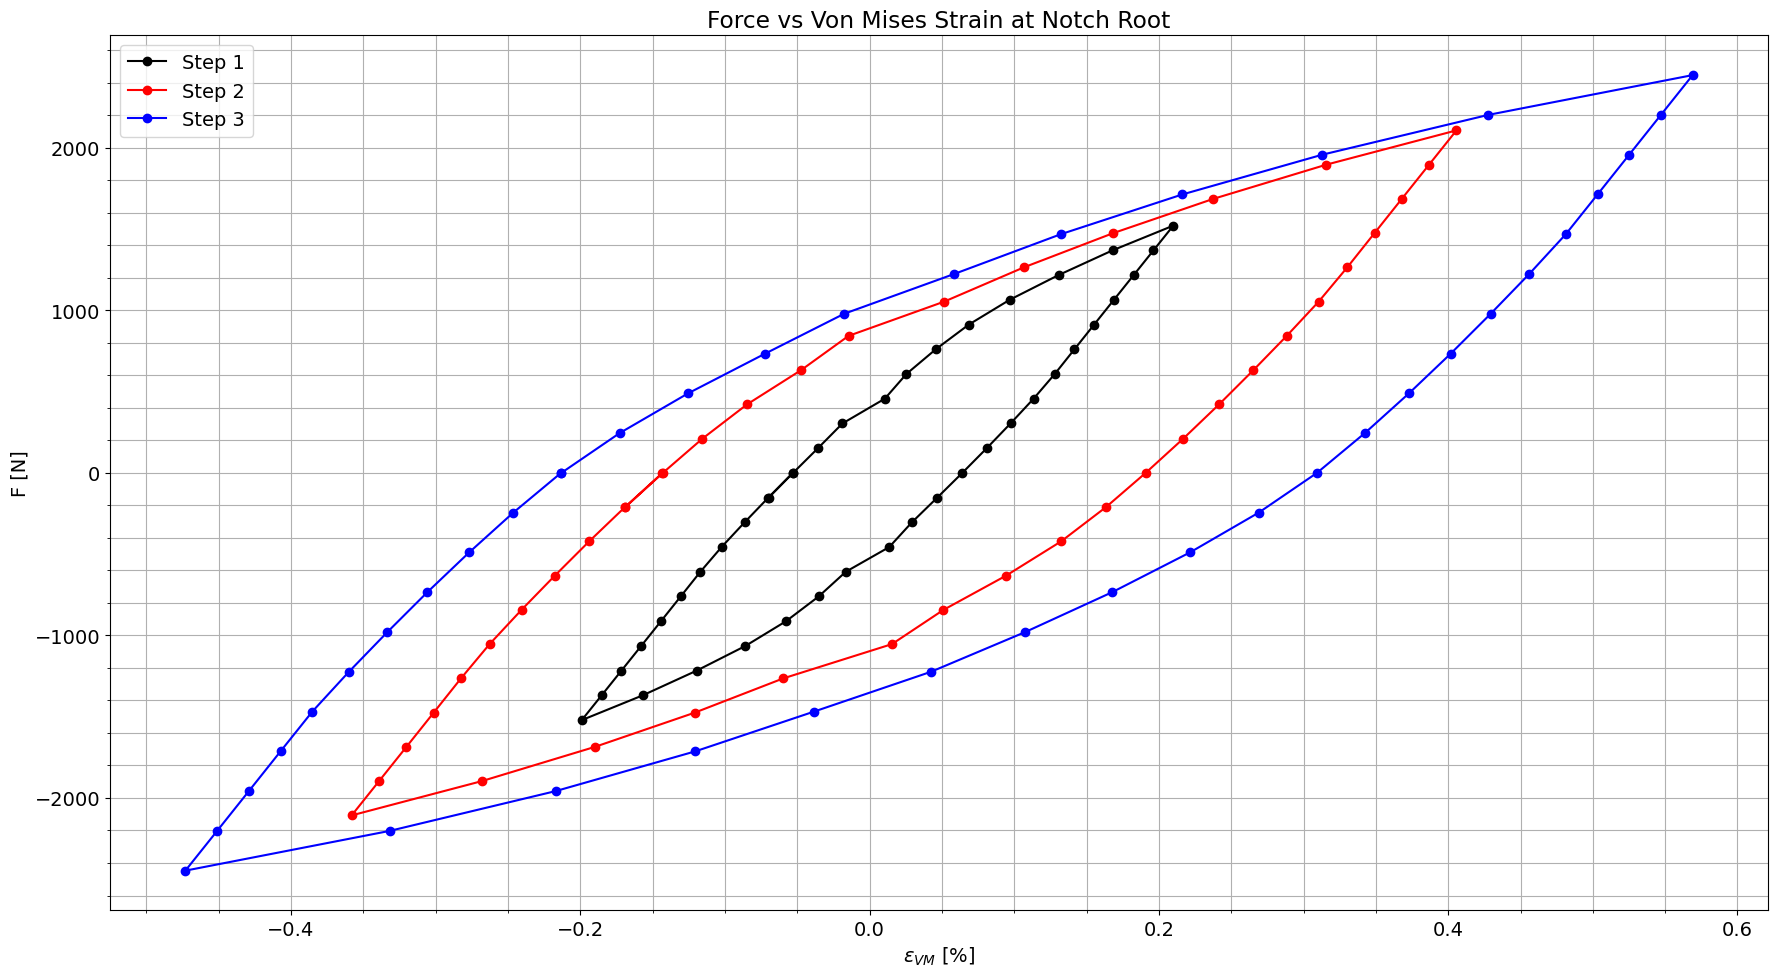 Force vs Von Mises Strain at Notch Root
Step 1
Step 2
Step 3
F [N]
2000
1000
0
−1000
−2000
−0.4
−0.2
0.0
0.2
0.4
0.6
εVM [%]